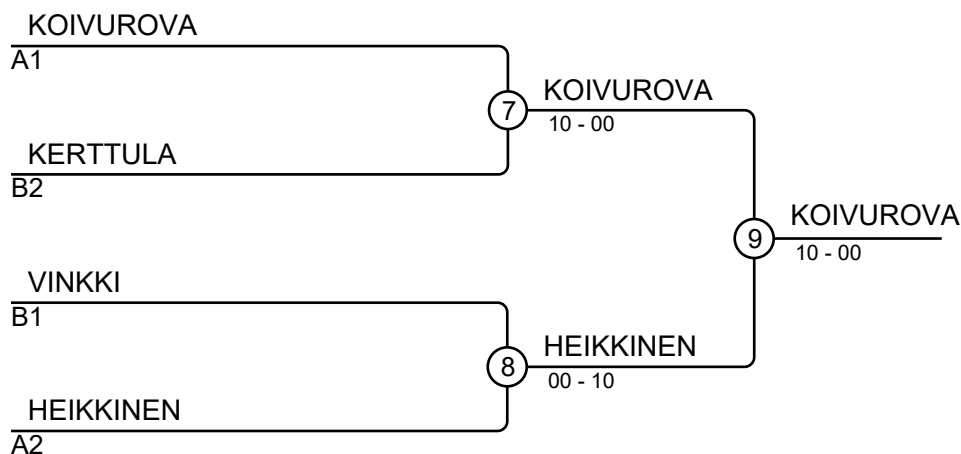 KOIVUROVA
A1
7
KOIVUROVA
10 - 00
KERTTULA
B2
9
KOIVUROVA
10 - 00
VINKKI
B1
8
HEIKKINEN
00 - 10
HEIKKINEN
A2